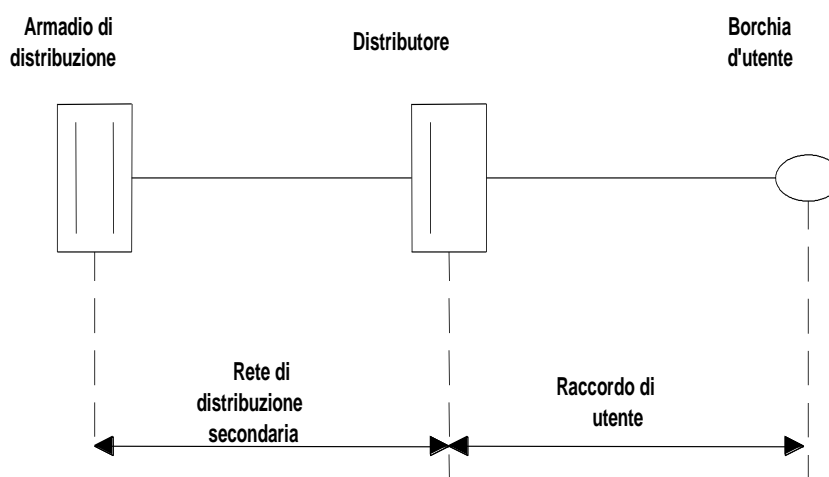 Armadio di
distribuzione
Distributore
Borchia
d'utente
Rete di
distribuzione
secondaria
Raccordo di
utente